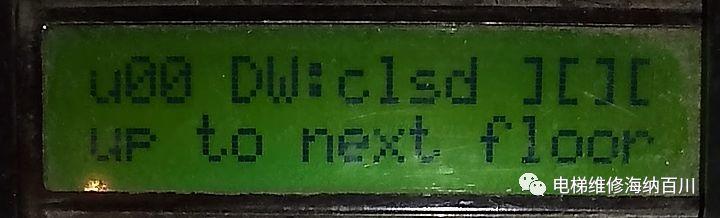 u00 DW:clsd ][][
up to next floor
电梯维修海纳百川